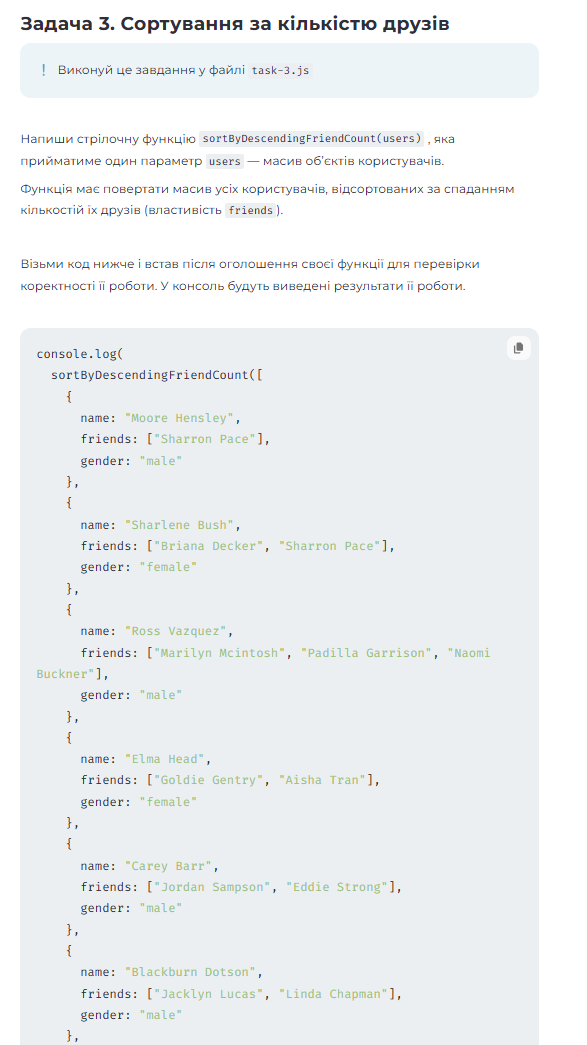 Задача 3. Сортування за кількістю друзів
! Виконуй це завдання у файлі task-3.js
Напиши стрілочну функцію sortByDescendingFriendCount(users) , яка
прийматиме один параметр users — масив об’єктів користувачів.
Функція має повертати масив усіх користувачів, відсортованих за спаданням
кількостій їх друзів (властивість friends ).
Візьми код нижче і встав після оголошення своєї функції для перевірки
коректності її роботи. У консоль будуть виведені результати її роботи.
console.log(
  sortByDescendingFriendCount([
    {
      name: "Moore Hensley",
      friends: ["Sharron Pace"],
      gender: "male"
    },
    {
      name: "Sharlene Bush",
      friends: ["Briana Decker", "Sharron Pace"],
      gender: "female"
    },
    {
      name: "Ross Vazquez",
      friends: ["Marilyn Mcintosh", "Padilla Garrison", "Naomi
Buckner"],
      gender: "male"
    },
    {
      name: "Elma Head",
      friends: ["Goldie Gentry", "Aisha Tran"],
      gender: "female"
    },
    {
      name: "Carey Barr",
      friends: ["Jordan Sampson", "Eddie Strong"],
      gender: "male"
    },
    {
      name: "Blackburn Dotson",
      friends: ["Jacklyn Lucas", "Linda Chapman"],
      gender: "male"
    },